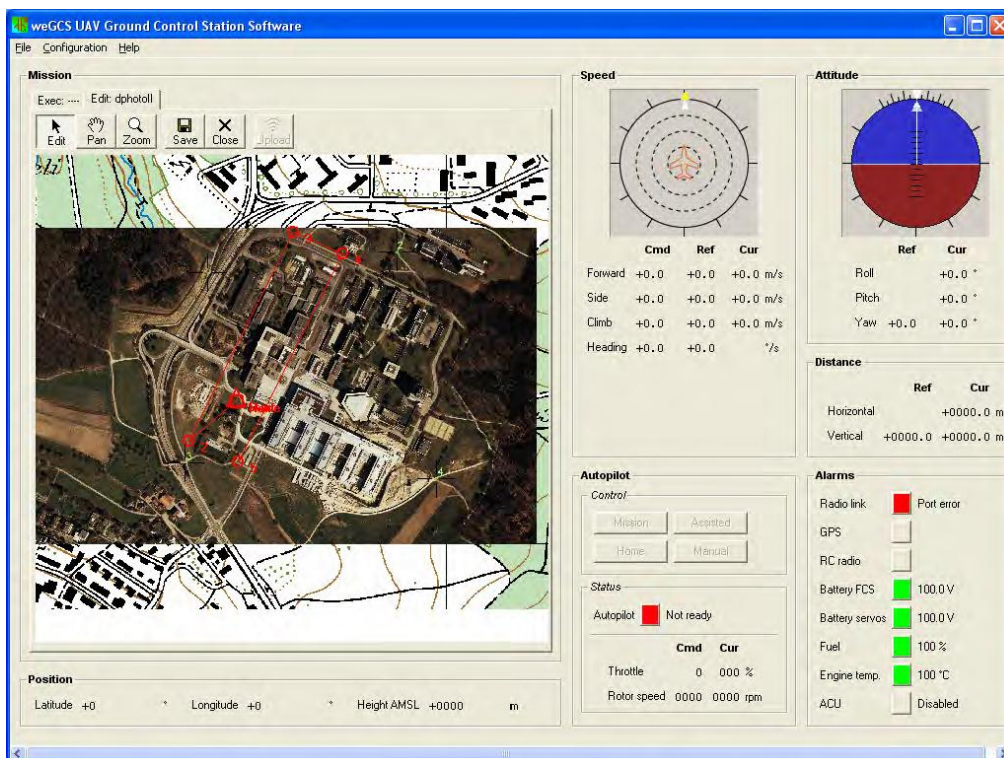 weGCS UAV Ground Control Station Software
File Configuration Help
Mission
Exec: ---- Edit: dphotoll
Edit Pan Zoom Save Close Upload
Position
Latitude +0 ° Longitude +0 ° Height AMSL +0000 m
Speed
Cmd Ref Cur
Forward +0.0 +0.0 +0.0 m/s
Side +0.0 +0.0 +0.0 m/s
Climb +0.0 +0.0 +0.0 m/s
Heading +0.0 +0.0 °/s
Attitude
Ref Cur
Roll +0.0 °
Pitch +0.0 °
Yaw +0.0 +0.0 °
Distance
Ref Cur
Horizontal +0000.0 m
Vertical +0000.0 +0000.0 m
Autopilot
Control
Mission Assisted
Home Manual
Status
Autopilot Not ready
Cmd Cur
Throttle 0 000 %
Rotor speed 0000 0000 rpm
Alarms
Radio link Port error
GPS
RC radio
Battery FCS 100.0 V
Battery servos 100.0 V
Fuel 100 %
Engine temp. 100 °C
ACU Disabled